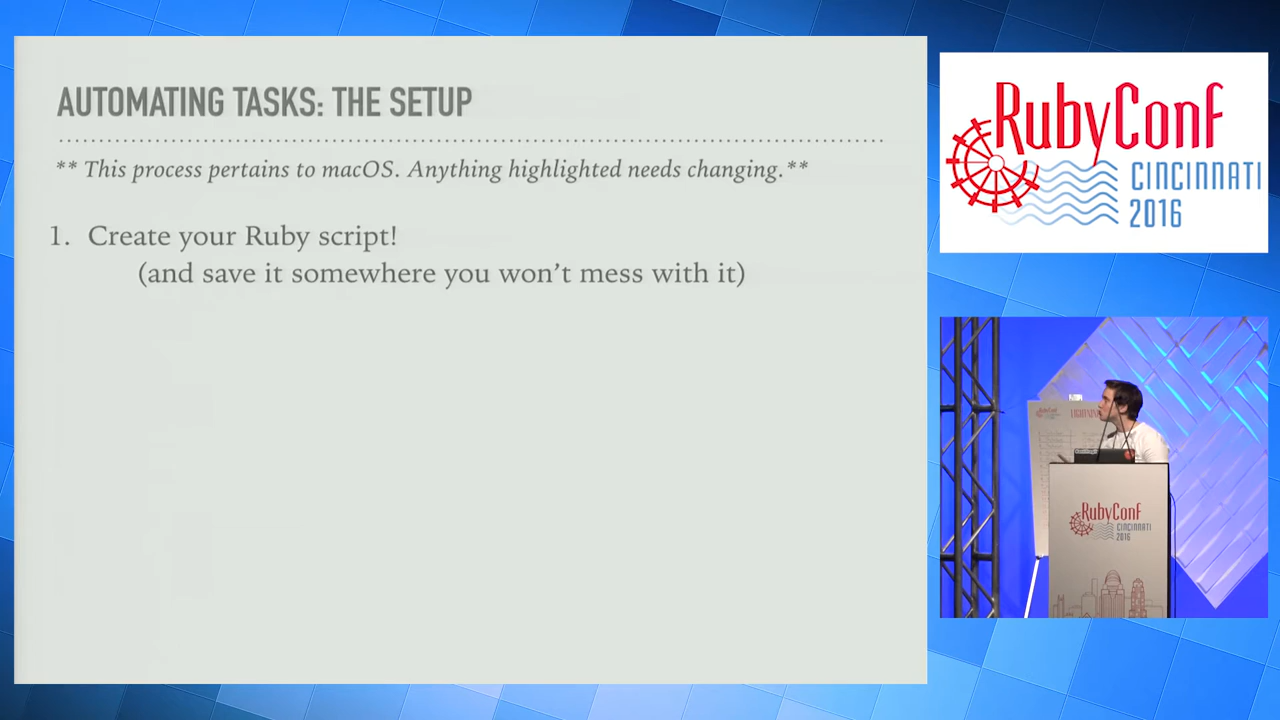 AUTOMATING TASKS: THE SETUP
** This process pertains to macOS. Anything highlighted needs changing.**
1. Create your Ruby script!
(and save it somewhere you won't mess with it)
RubyConf
CINCINNATI
2016
RubyConf
CINCINNATI
2016